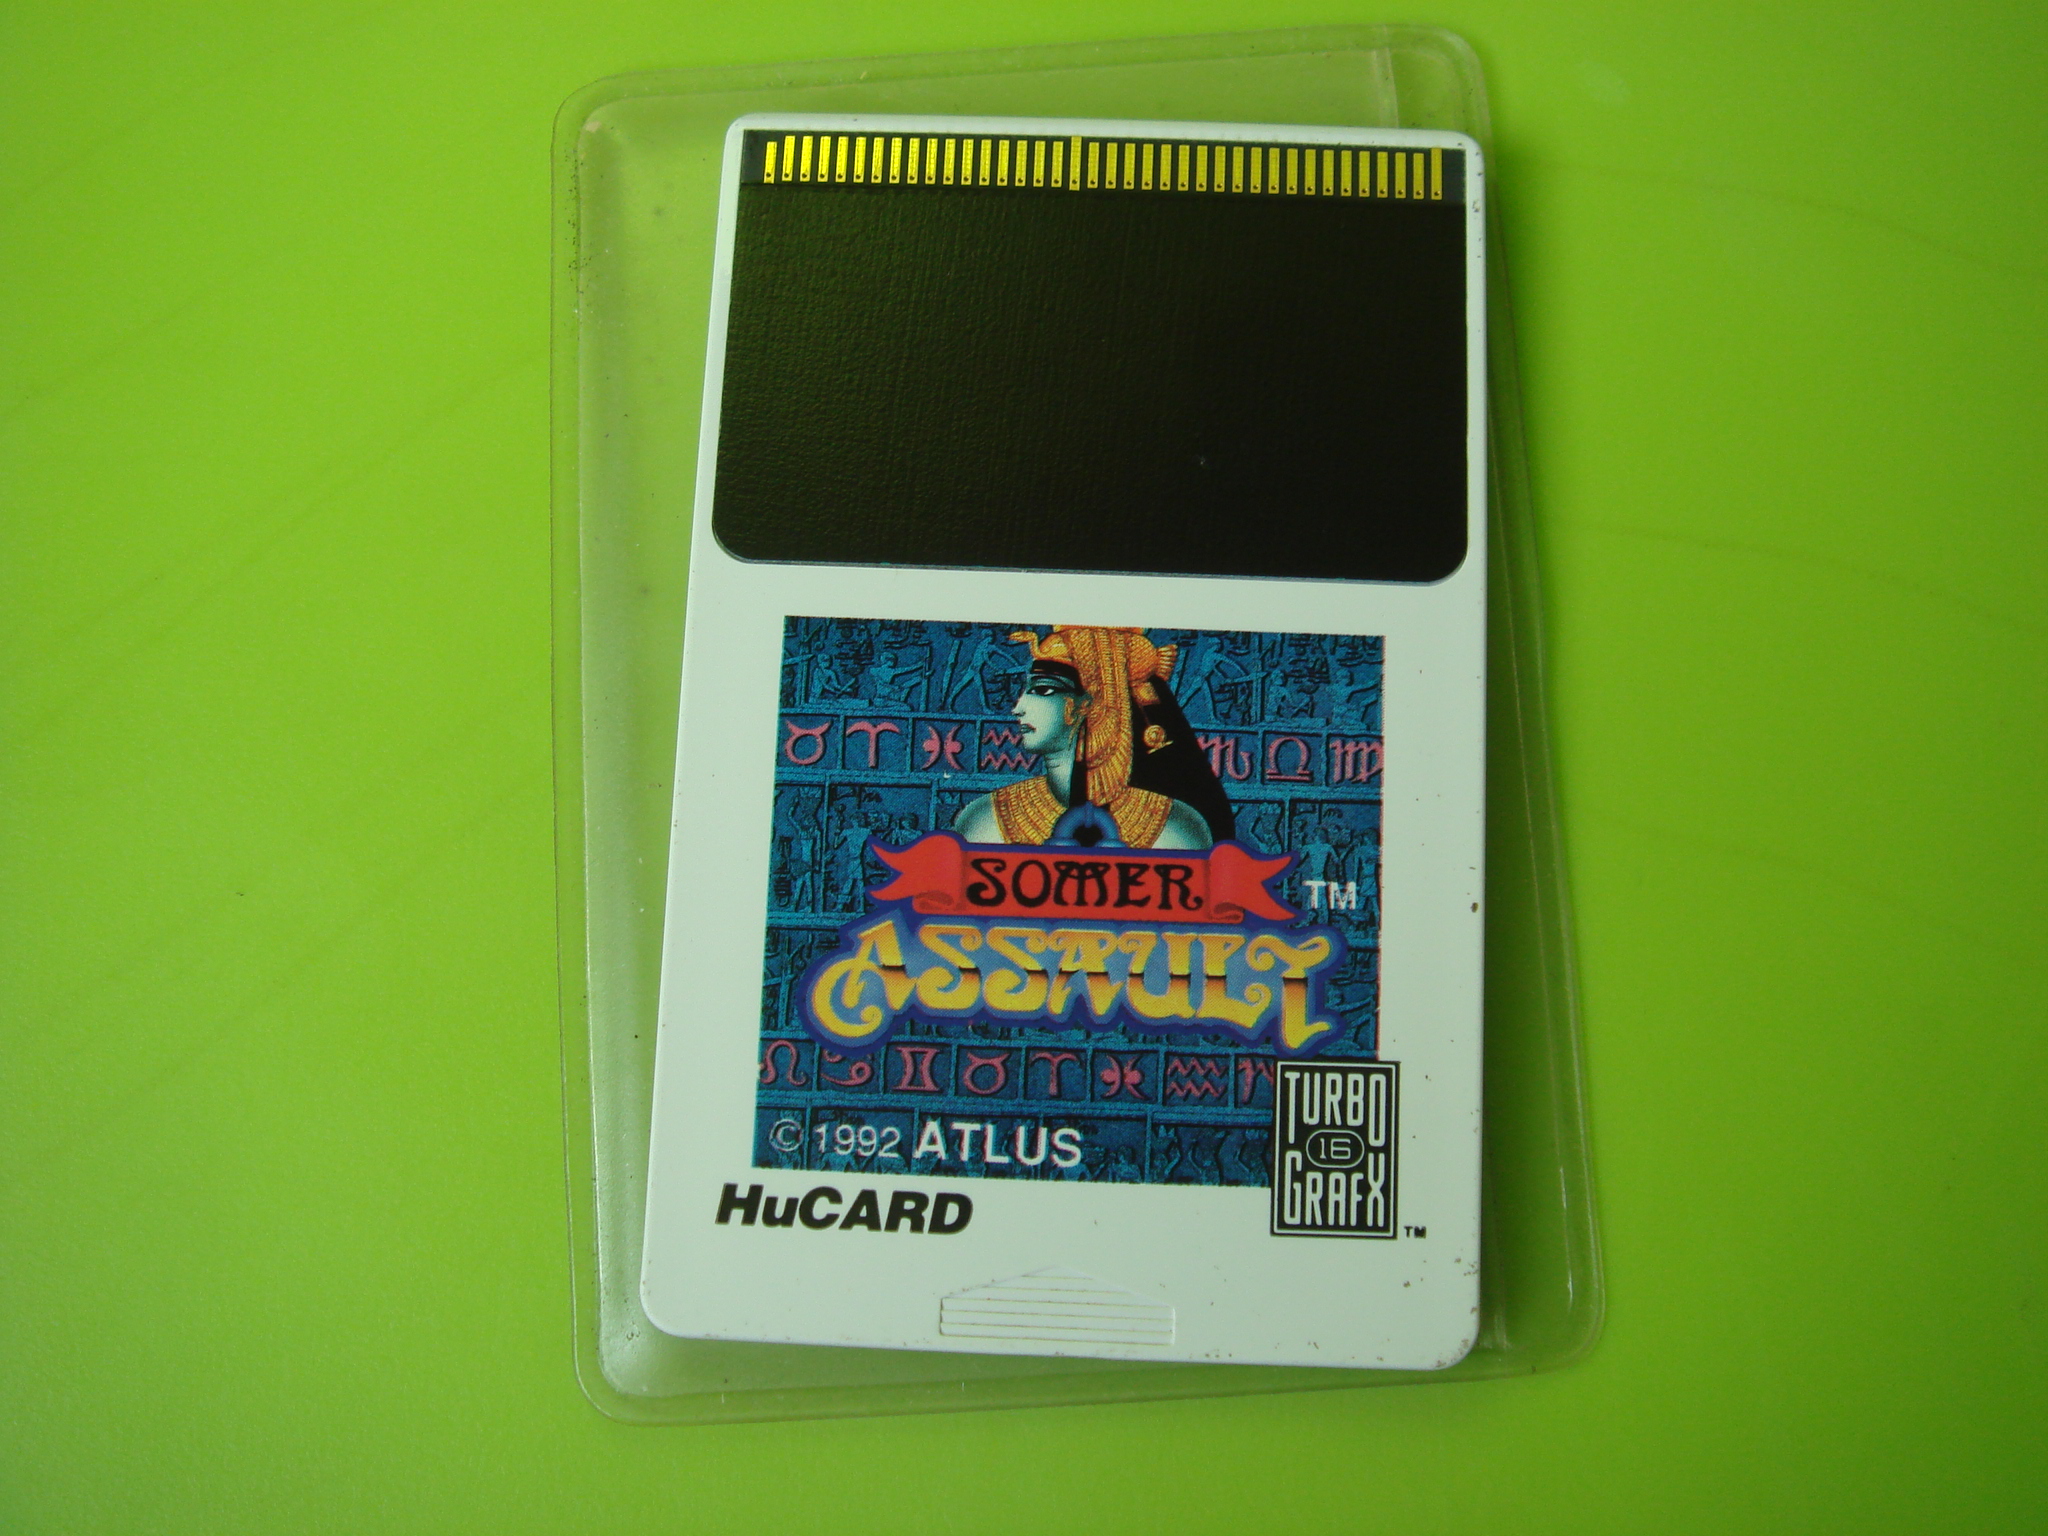 SOMER
TM
ASSAULT
© 1992 ATLUS
HuCARD
TURBO
16
GRAFX
TM